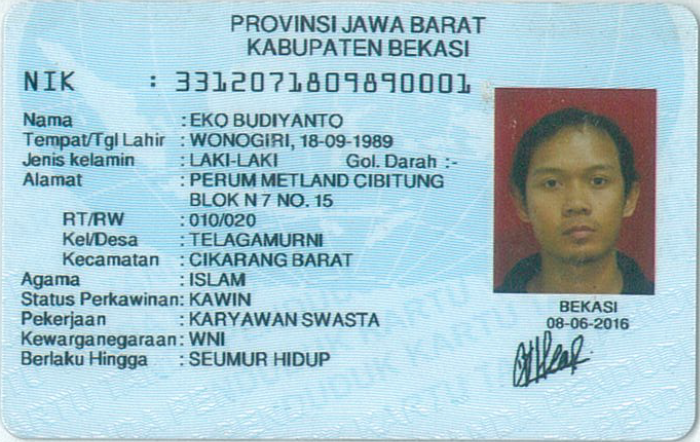 PROVINSI JAWA BARAT
KABUPATEN BEKASI
NIK : 3312071809890001
Nama : EKO BUDIYANTO
Tempat/Tgl Lahir : WONOGIRI, 18-09-1989
Jenis kelamin : LAKI-LAKI Gol. Darah :-
Alamat : PERUM METLAND CIBITUNG
BLOK N 7 NO. 15
RT/RW : 010/020
Kel/Desa : TELAGAMURNI
Kecamatan : CIKARANG BARAT
Agama : ISLAM
Status Perkawinan: KAWIN
Pekerjaan : KARYAWAN SWASTA
Kewarganegaraan: WNI
Berlaku Hingga : SEUMUR HIDUP
BEKASI
08-06-2016